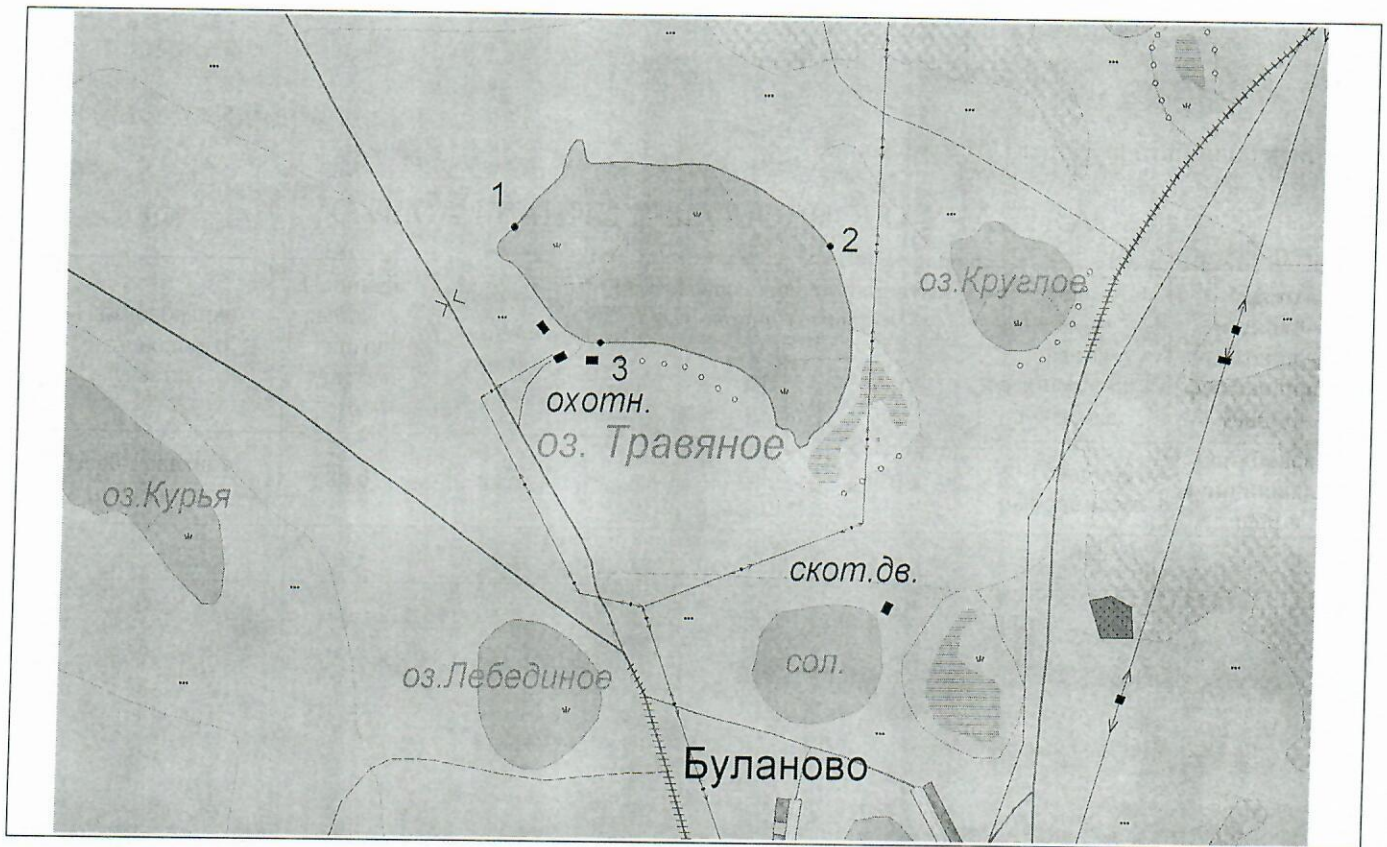 1
2
оз.Круглое
3
охотн.
оз. Травяное
оз.Курья
скот.дв.
сол.
оз.Лебединое
Буланово